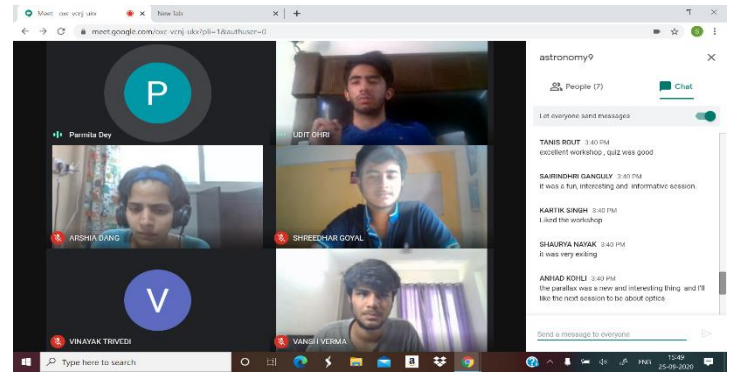 Meet
New Tab
meet.google.com/oxc-vcnj-ukx?pli=1&authuser=0
S
astronomy9
People (7)
Chat
Let everyone send messages
P
Parmita Dey
UDIT OHRI
ARSHIA DANG
SHREEDHAR GOYAL
V
VINAYAK TRIVEDI
VANSH VERMA
TANIS ROUT 3:40 PM
excellent workshop , quiz was good
SAIRINDHRI GANGULY 3:40 PM
it was a fun, interesting and informative session.
KARTIK SINGH 3:40 PM
Liked the workshop
SHAURYA NAYAK 3:40 PM
it was very exiting
ANHAD KOHLI 3:40 PM
the parallax was a new and interesting thing and I'll
like the next session to be about optics
Send a message to everyone
Type here to search
a
ENG
15:49
25-09-2020